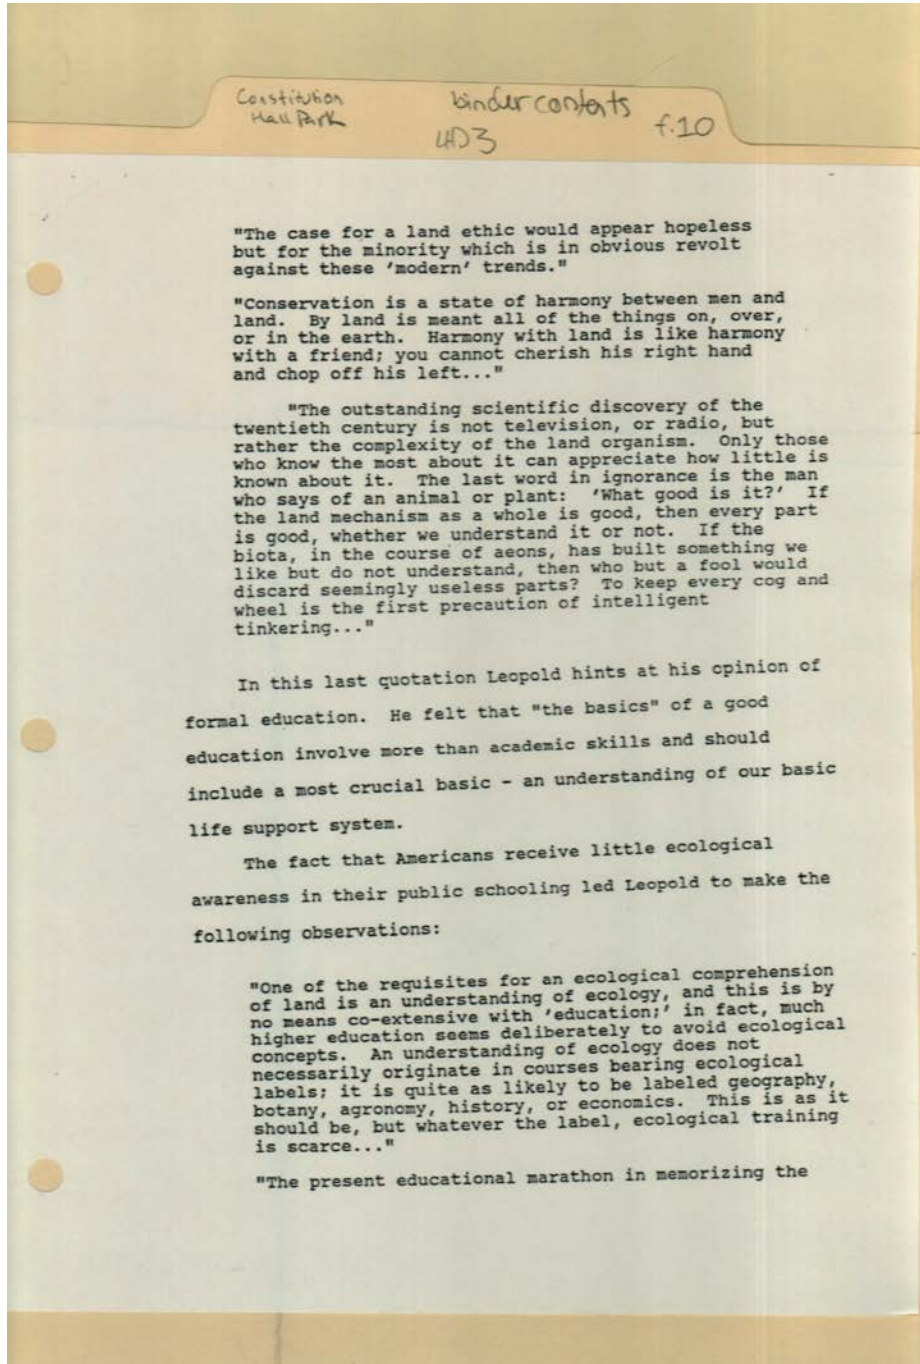 Constitution
Hall Park
binder contents
4D3
f.10
"The case for a land ethic would appear hopeless
but for the minority which is in obvious revolt
against these 'modern' trends."
"Conservation is a state of harmony between men and
land. By land is meant all of the things on, over,
or in the earth. Harmony with land is like harmony
with a friend; you cannot cherish his right hand
and chop off his left..."
"The outstanding scientific discovery of the
twentieth century is not television, or radio, but
rather the complexity of the land organism. Only those
who know the most about it can appreciate how little is
known about it. The last word in ignorance is the man
who says of an animal or plant: 'What good is it?' If
the land mechanism as a whole is good, then every part
is good, whether we understand it or not. If the
biota, in the course of aeons, has built something we
like but do not understand, then who but a fool would
discard seemingly useless parts? To keep every cog and
wheel is the first precaution of intelligent
tinkering..."
In this last quotation Leopold hints at his opinion of
formal education. He felt that "the basics" of a good
education involve more than academic skills and should
include a most crucial basic - an understanding of our basic
life support system.
The fact that Americans receive little ecological
awareness in their public schooling led Leopold to make the
following observations:
"One of the requisites for an ecological comprehension
of land is an understanding of ecology, and this is by
no means co-extensive with 'education;' in fact, much
higher education seems deliberately to avoid ecological
concepts. An understanding of ecology does not
necessarily originate in courses bearing ecological
labels; it is quite as likely to be labeled geography,
botany, agronomy, history, or economics. This is as it
should be, but whatever the label, ecological training
is scarce..."
"The present educational marathon in memorizing the